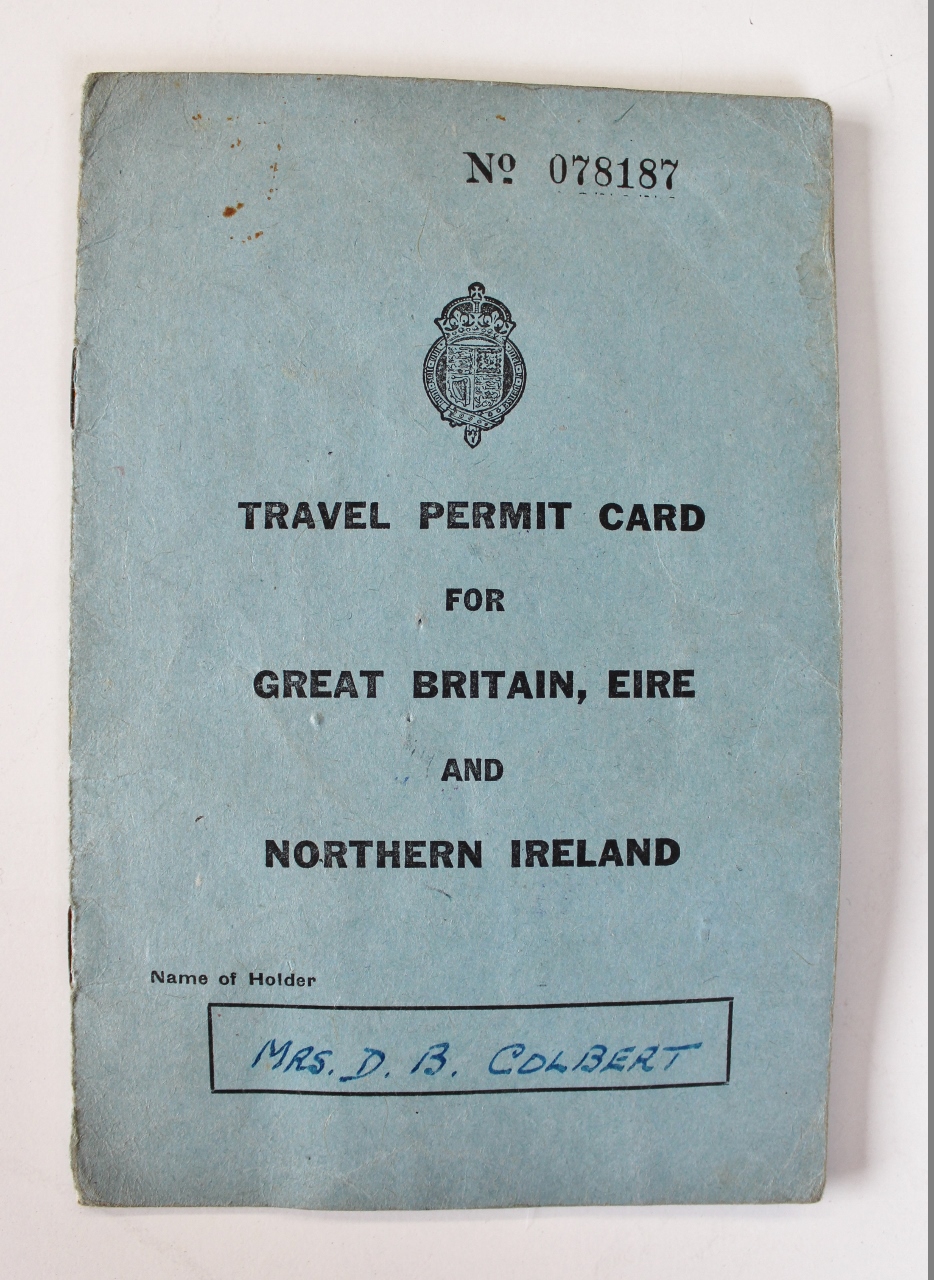 Nº 078187
TRAVEL PERMIT CARD
FOR
GREAT BRITAIN, EIRE
AND
NORTHERN IRELAND
Name of Holder
MRS. D. B. COLBERT